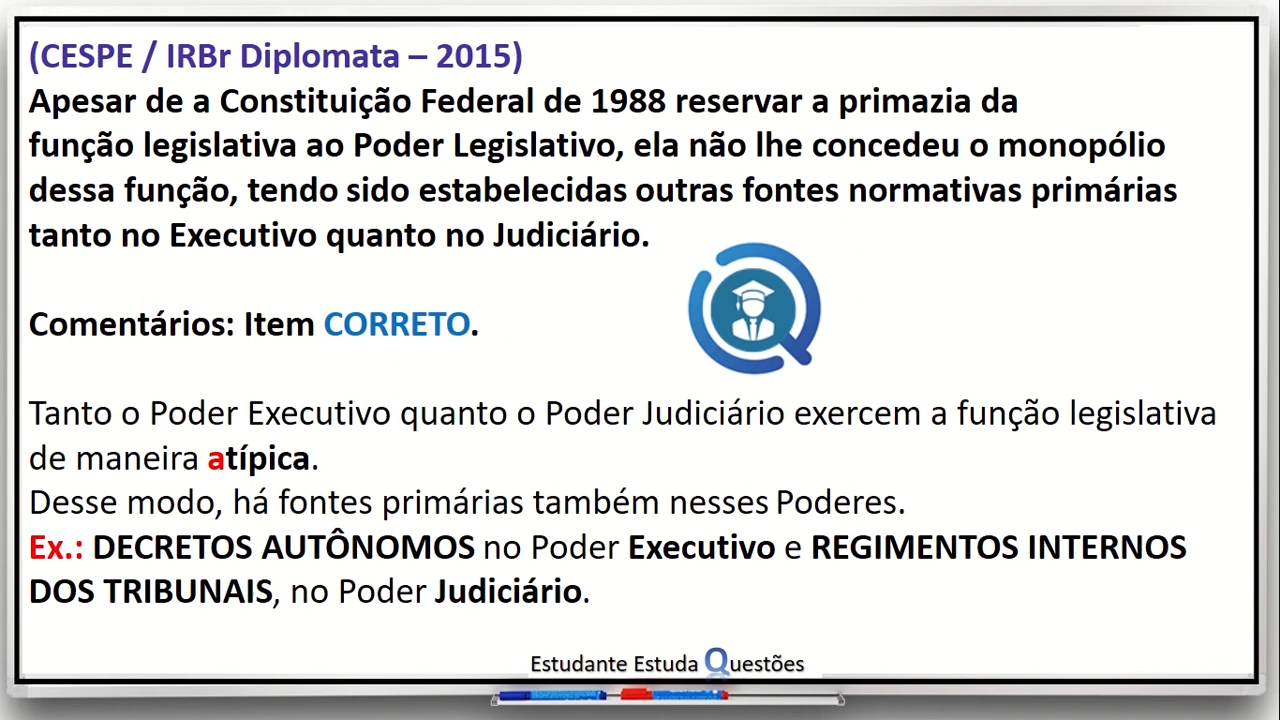 (CESPE / IRBr Diplomata – 2015)
Apesar de a Constituição Federal de 1988 reservar a primazia da
função legislativa ao Poder Legislativo, ela não lhe concedeu o monopólio
dessa função, tendo sido estabelecidas outras fontes normativas primárias
tanto no Executivo quanto no Judiciário.
Comentários: Item CORRETO.
Tanto o Poder Executivo quanto o Poder Judiciário exercem a função legislativa
de maneira atípica.
Desse modo, há fontes primárias também nesses Poderes.
Ex.: DECRETOS AUTÔNOMOS no Poder Executivo e REGIMENTOS INTERNOS
DOS TRIBUNAIS, no Poder Judiciário.
Estudante Estuda Questões